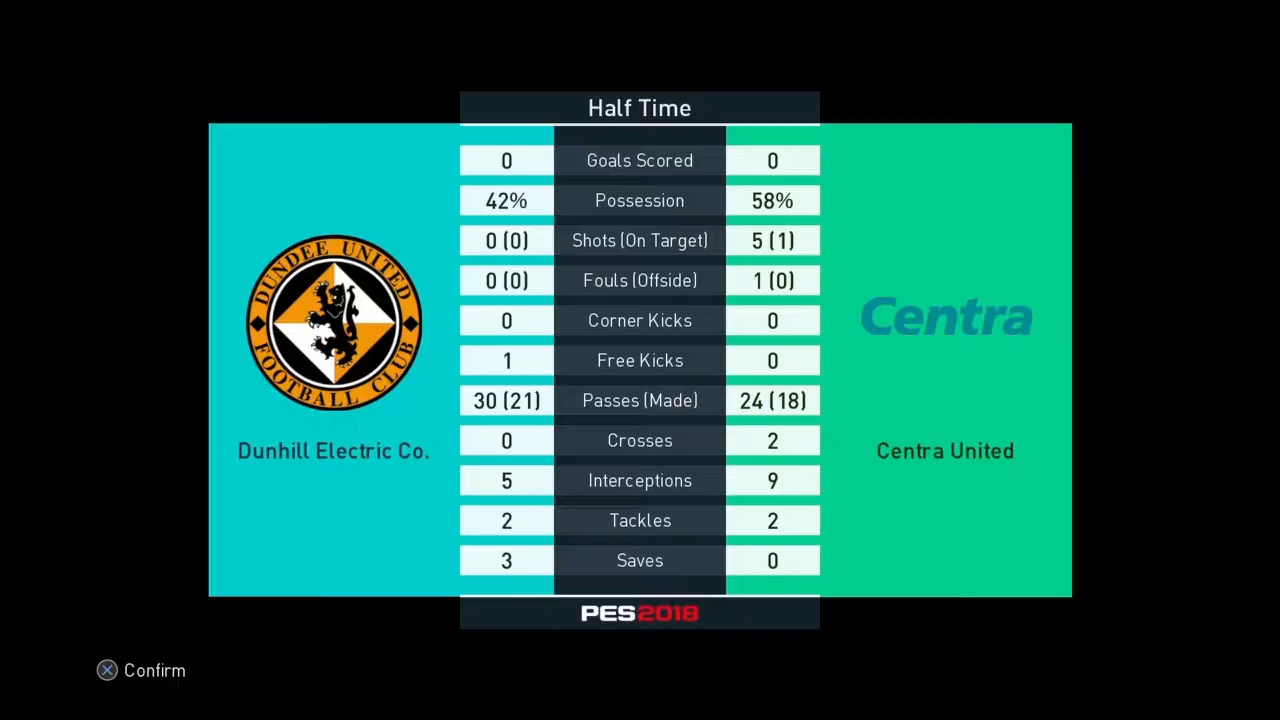 Half Time
0 Goals Scored 0
42% Possession 58%
0 (0) Shots (On Target) 5 (1)
0 (0) Fouls (Offside) 1 (0)
0 Corner Kicks 0
1 Free Kicks 0
30 (21) Passes (Made) 24 (18)
0 Crosses 2
5 Interceptions 9
2 Tackles 2
3 Saves 0
DUNDEE UNITED
FOOTBALL CLUB
Dunhill Electric Co.
Centra
Centra United
PES2018
Confirm